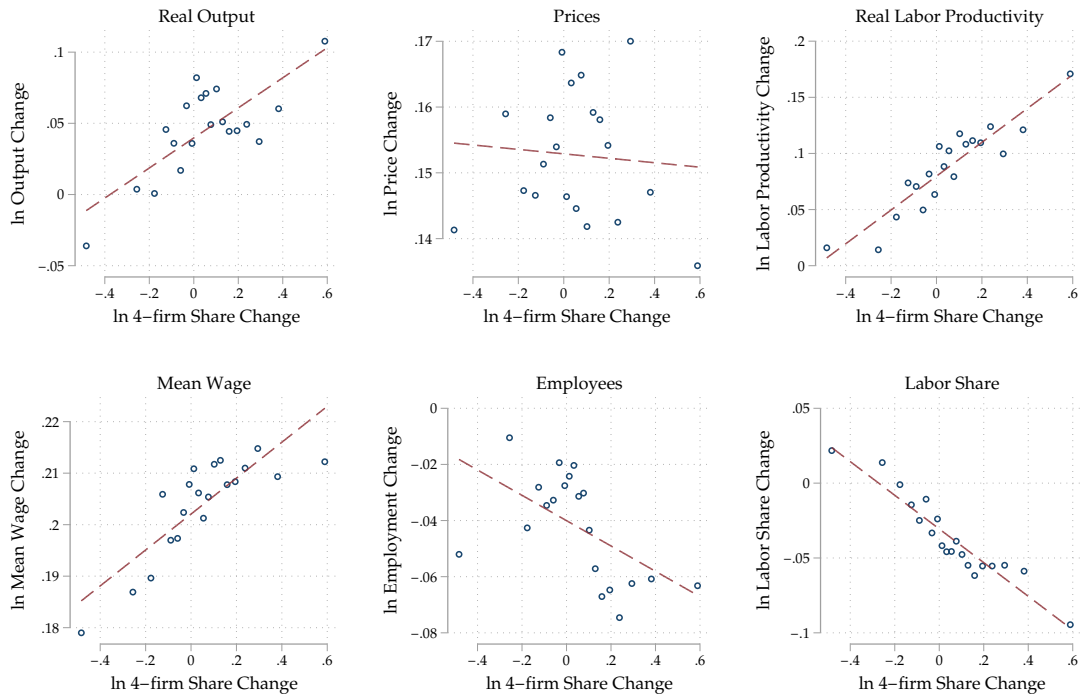 Real Output
ln Output Change
.1
.05
0
−.05
−.4 −.2 0 .2 .4 .6
ln 4−firm Share Change
Prices
ln Price Change
.17
.16
.15
.14
−.4 −.2 0 .2 .4 .6
ln 4−firm Share Change
Real Labor Productivity
ln Labor Productivity Change
.2
.15
.1
.05
0
−.4 −.2 0 .2 .4 .6
ln 4−firm Share Change
Mean Wage
ln Mean Wage Change
.22
.21
.2
.19
.18
−.4 −.2 0 .2 .4 .6
ln 4−firm Share Change
Employees
ln Employment Change
0
−.02
−.04
−.06
−.08
−.4 −.2 0 .2 .4 .6
ln 4−firm Share Change
Labor Share
ln Labor Share Change
.05
0
−.05
−.1
−.4 −.2 0 .2 .4 .6
ln 4−firm Share Change